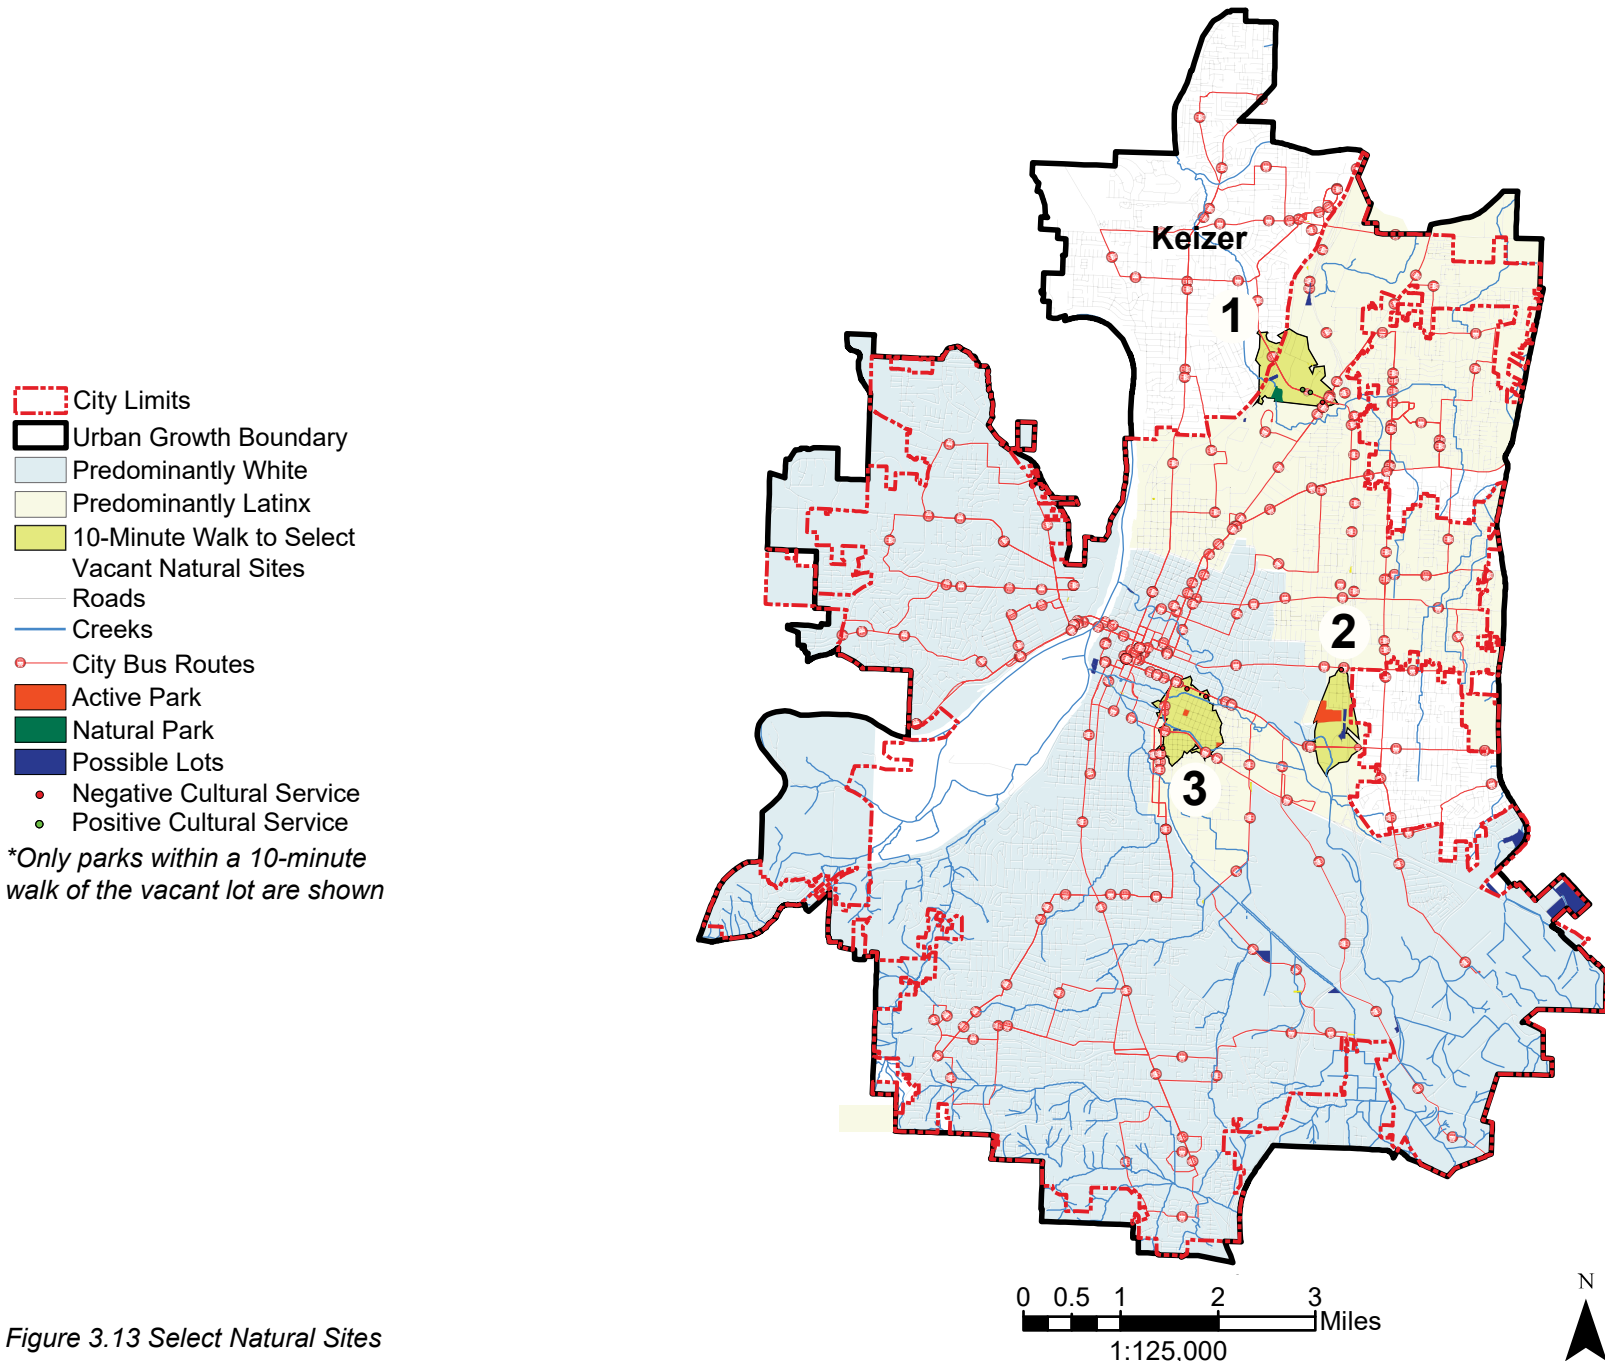 Keizer
1
2
3
City Limits
Urban Growth Boundary
Predominantly White
Predominantly Latinx
10-Minute Walk to Select
Vacant Natural Sites
Roads
Creeks
City Bus Routes
Active Park
Natural Park
Possible Lots
Negative Cultural Service
Positive Cultural Service
*Only parks within a 10-minute
walk of the vacant lot are shown
N
0 0.5 1 2 3
Miles
1:125,000
Figure 3.13 Select Natural Sites